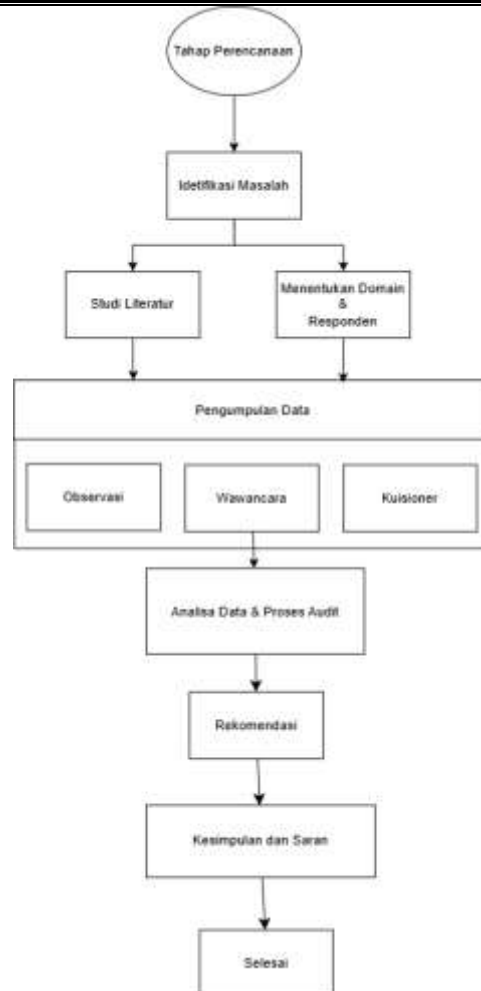 Tahap Perencanaan
Idetifikasi Masalah
Studi Literatur
Menentukan Domain
&
Responden
Pengumpulan Data
Observasi
Wawancara
Kuisioner
Analisa Data & Proses Audit
Rekomendasi
Kesimpulan dan Saran
Selesai